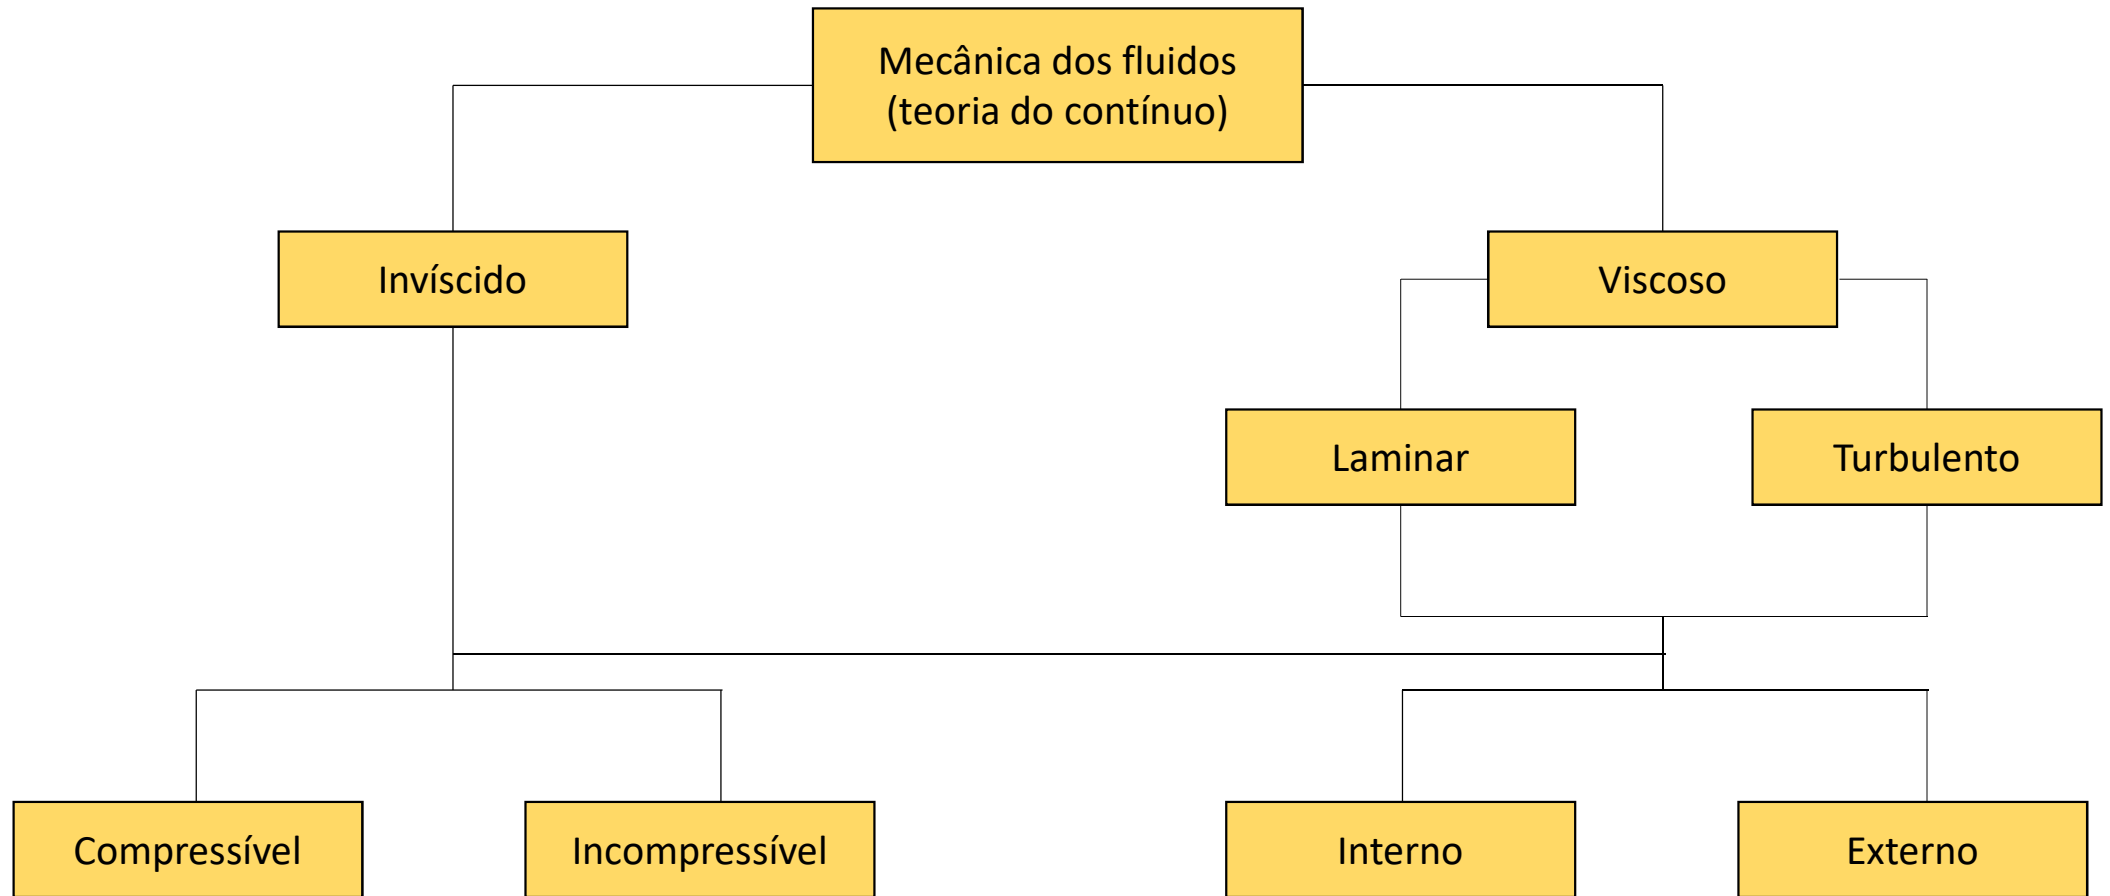 Mecânica dos fluidos
(teoria do contínuo)
Invíscido
Viscoso
Laminar
Turbulento
Compressível
Incompressível
Interno
Externo